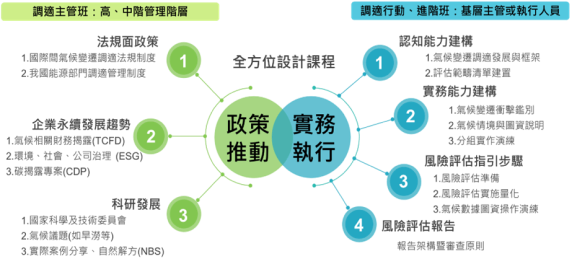 調適主管班：高、中階管理階層
法規面政策
1.國際間氣候變遷調適法規制度
2.我國能源部門調適管理制度
1
企業永續發展趨勢
1.氣候相關財務揭露(TCFD)
2.環境、社會、公司治理 (ESG)
3.碳揭露專案(CDP)
2
科研發展
1.國家科學及技術委員會
2.氣候議題(如旱澇等)
3.實際案例分享、自然解方(NBS)
3
全方位設計課程
政策
推動
實務
執行
調適行動、進階班：基層主管或執行人員
1
認知能力建構
1.氣候變遷調適發展與框架
2.評估範疇清單建置
2
實務能力建構
1.氣候變遷衝擊鑑別
2.氣候情境與圖資說明
3.分組實作演練
3
風險評估指引步驟
1.風險評估準備
2.風險評估實施量化
3.氣候數據圖資操作演練
4
風險評估報告
報告架構暨審查原則